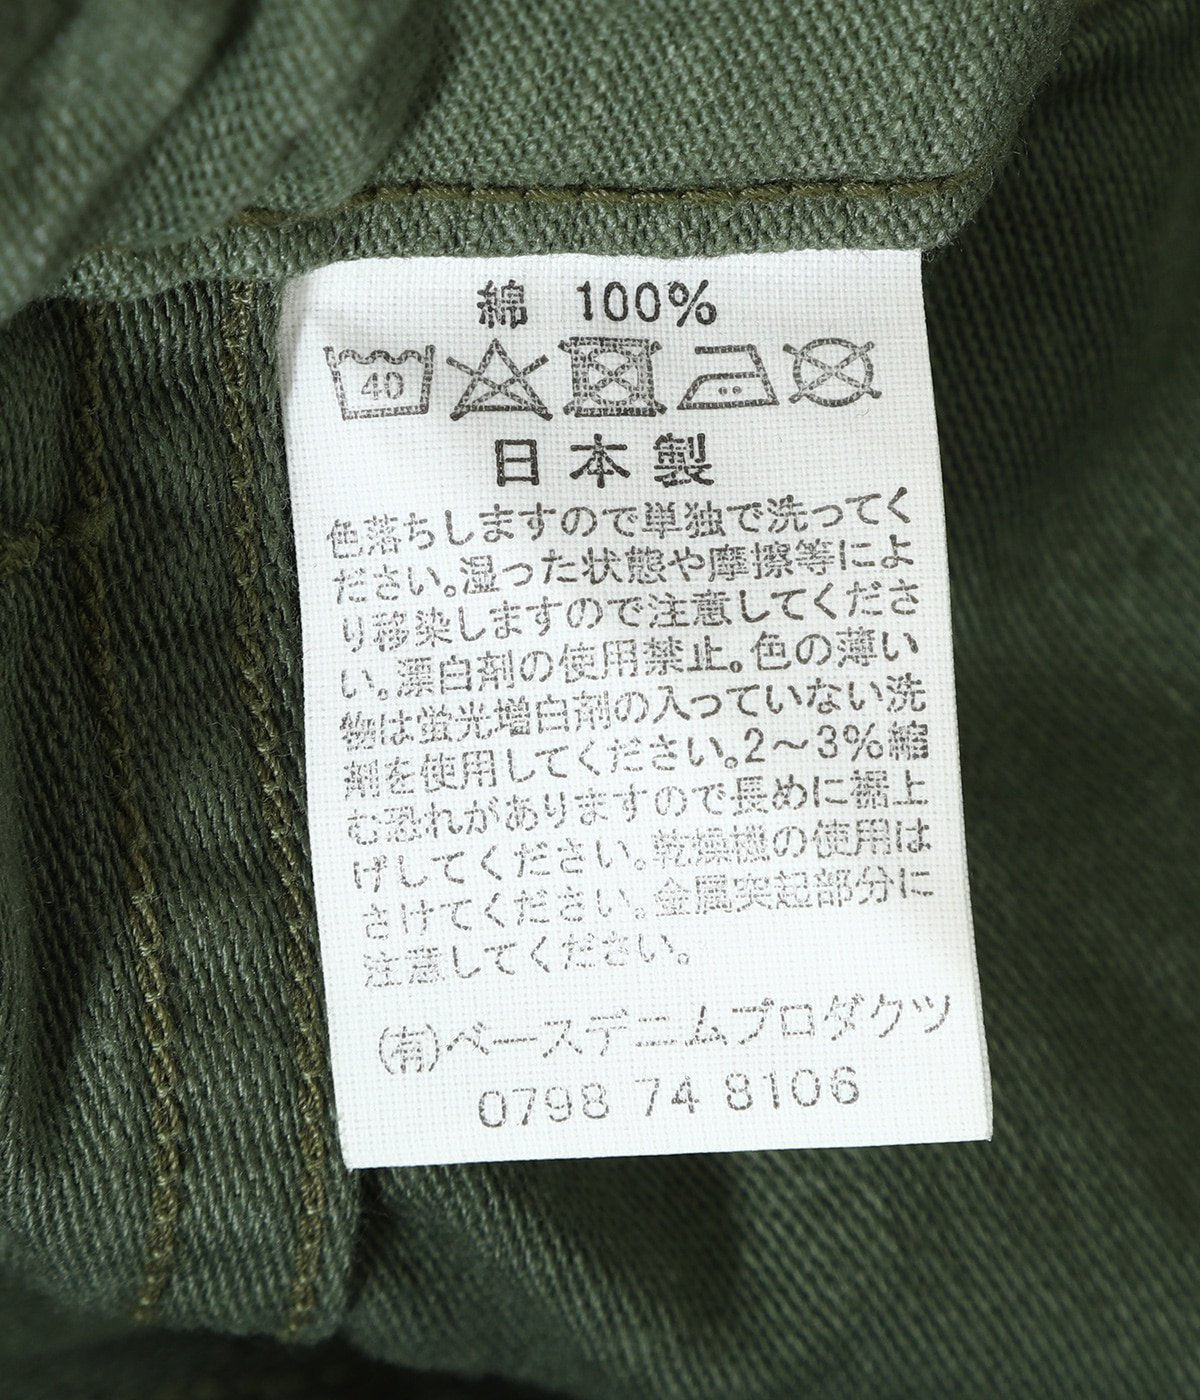 綿 100%
40
日本製
色落ちしますので単独で洗ってく
ださい。湿った状態や摩擦等によ
り移染しますので注意してくださ
い。漂白剤の使用禁止。色の薄い
物は蛍光増白剤の入っていない洗
剤を使用してください。2～3%縮
む恐れがありますので長めに裾上
げしてください。乾燥機の使用は
さけてください。金属突起部分に
注意してください。
(有)ベースデニムプロダクツ
0798 74 8106